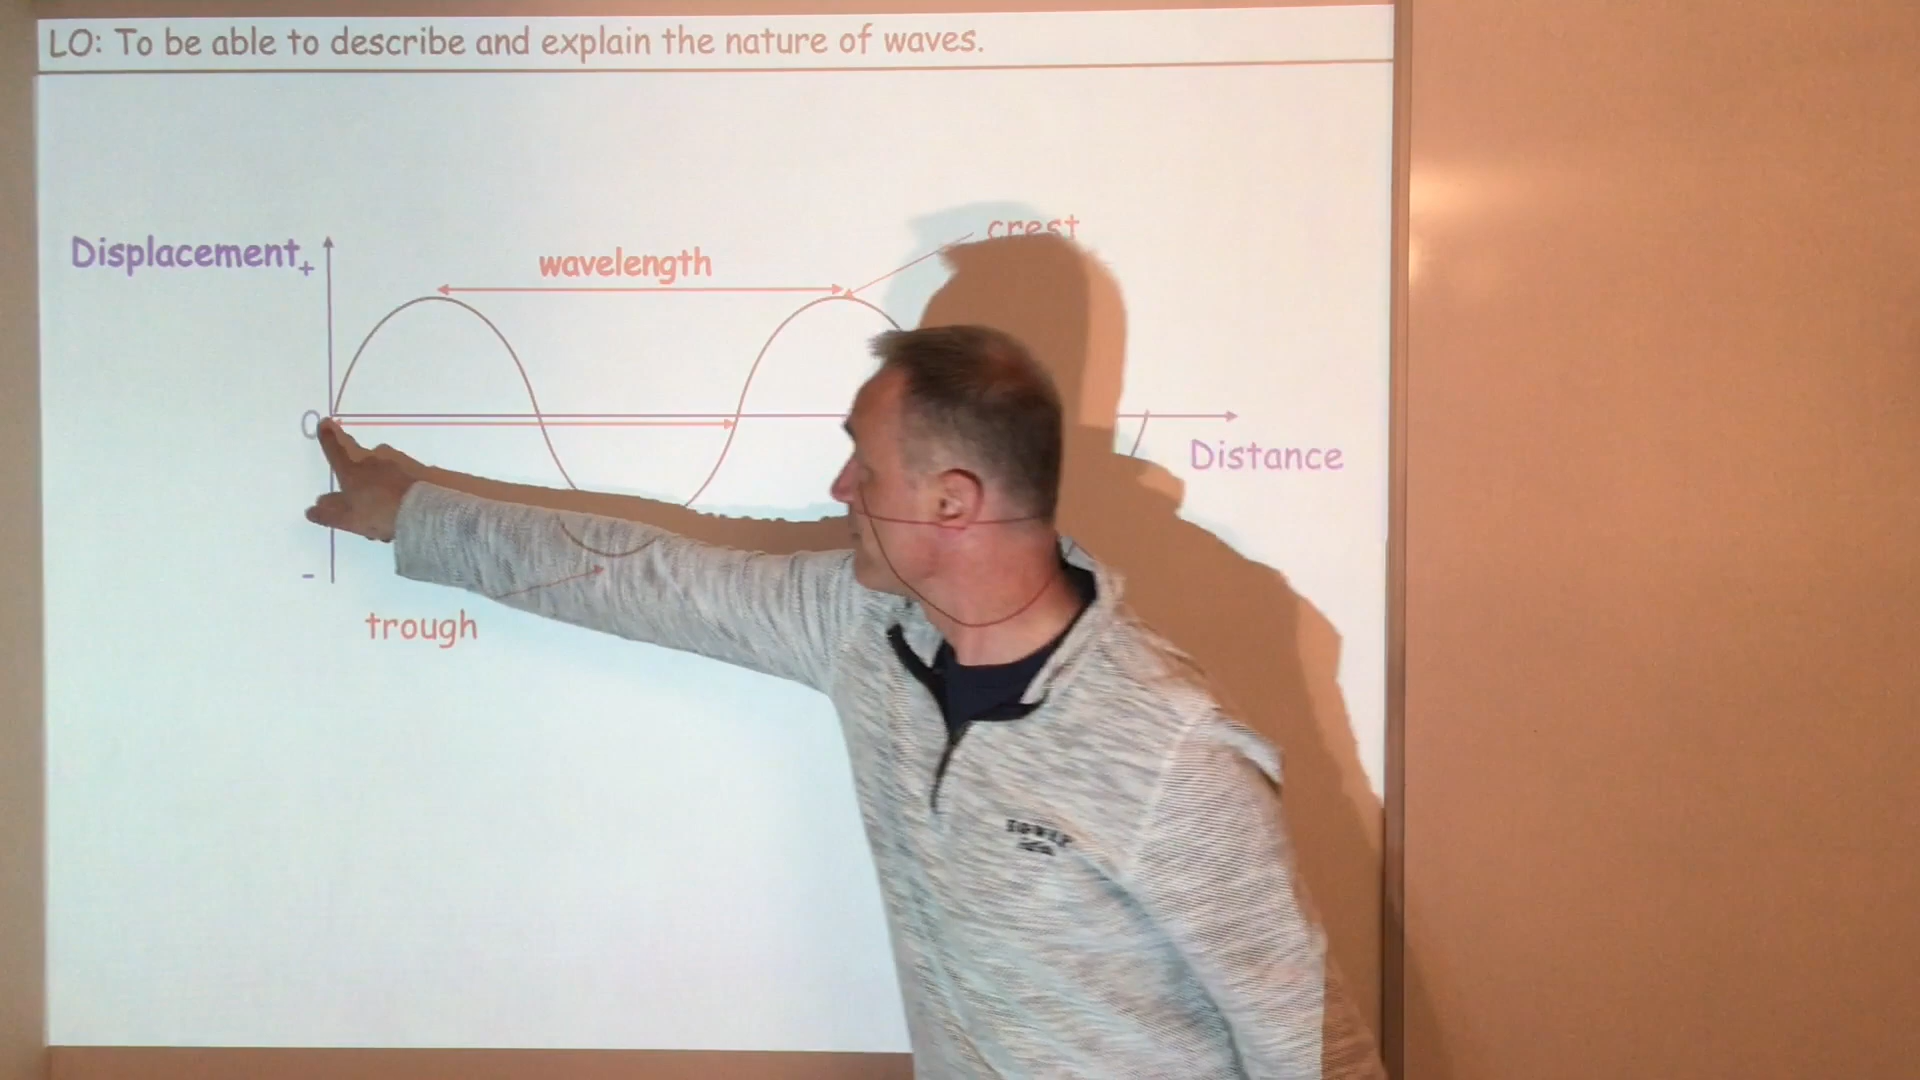 LO: To be able to describe and explain the nature of waves.
crest
Displacement
+
wavelength
0
Distance
-
trough